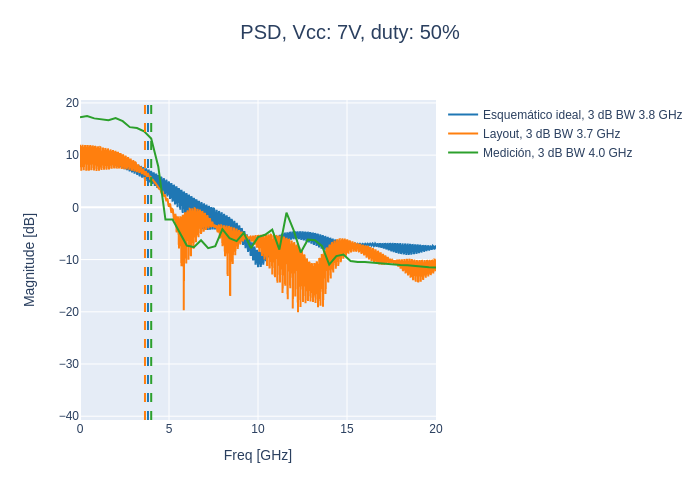 PSD, Vcc: 7V, duty: 50%
Esquemático ideal, 3 dB BW 3.8 GHz
Layout, 3 dB BW 3.7 GHz
Medición, 3 dB BW 4.0 GHz
Magnitude [dB]
20
10
0
−10
−20
−30
−40
0 5 10 15 20
Freq [GHz]